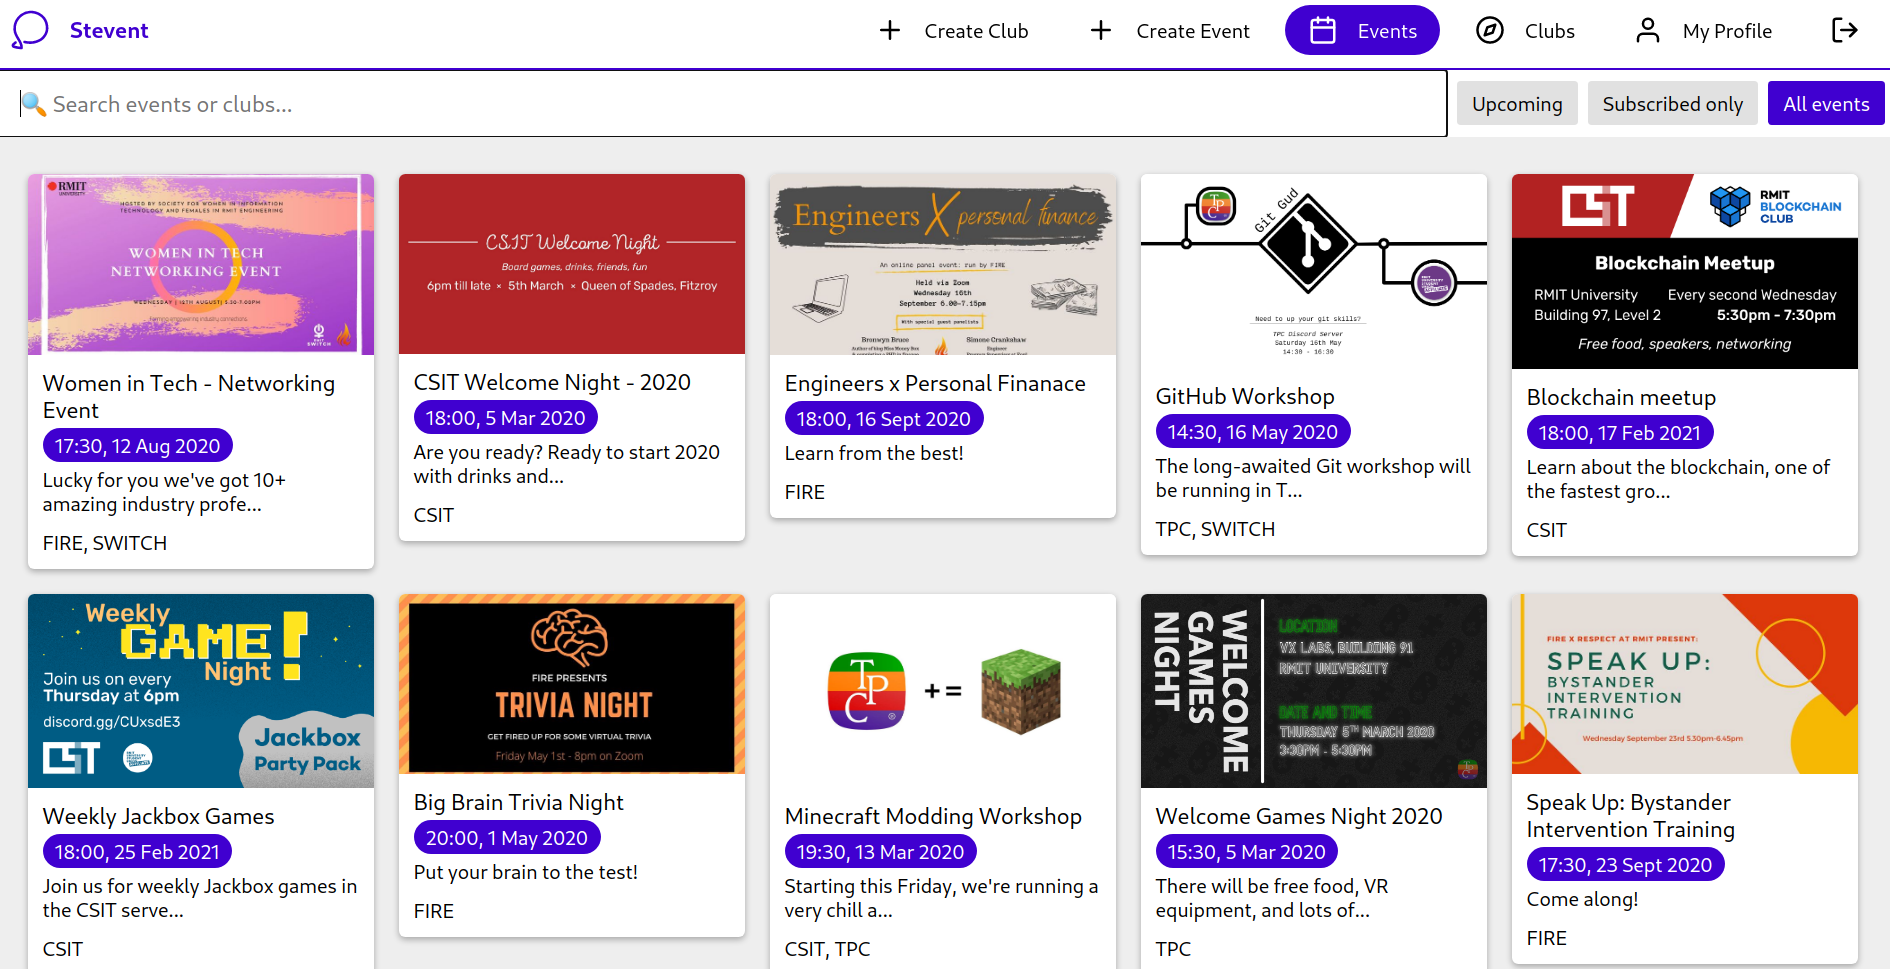 Stevent
Create Club
Create Event
Events
Clubs
My Profile
🔍 Search events or clubs...
Upcoming
Subscribed only
All events
RMIT
UNIVERSITY
HOSTED BY SOCIETY FOR WOMEN IN INFORMATION
TECHNOLOGY AND FEMALES IN RMIT ENGINEERING
WOMEN IN TECH
NETWORKING EVENT
WEDNESDAY | 12TH AUGUST | 5.30-7.00PM
SWITCH
Women in Tech - Networking
Event
17:30, 12 Aug 2020
Lucky for you we've got 10+
amazing industry profe...
FIRE, SWITCH
CSIT Welcome Night
Board games, drinks, friends, fun
6pm till late × 5th March × Queen of Spades, Fitzroy
CSIT Welcome Night - 2020
18:00, 5 Mar 2020
Are you ready? Ready to start 2020
with drinks and...
CSIT
Engineers X personal finance
An online panel event: run by FIRE
Held via Zoom
Wednesday 16th
September 6.00-7.15pm
With special guest panelists
Bronwyn Bruce
Simone Crankshaw
Engineers x Personal Finanace
18:00, 16 Sept 2020
Learn from the best!
FIRE
TPC
Git Gud
Need to up your git skills?
TPC Discord Server
Saturday 16th May
14:30 - 16:30
GitHub Workshop
14:30, 16 May 2020
The long-awaited Git workshop will
be running in T...
TPC, SWITCH
CSIT
RMIT
BLOCKCHAIN
CLUB
Blockchain Meetup
RMIT University
Building 97, Level 2
Every second Wednesday
5:30pm - 7:30pm
Free food, speakers, networking
Blockchain meetup
18:00, 17 Feb 2021
Learn about the blockchain, one of
the fastest gro...
CSIT
Weekly
GAME!
Night
Join us on every
Thursday at 6pm
discord.gg/CUxsdE3
CSIT
Jackbox
Party Pack
Weekly Jackbox Games
18:00, 25 Feb 2021
Join us for weekly Jackbox games in
the CSIT serve...
CSIT
FIRE PRESENTS
TRIVIA NIGHT
GET FIRED UP FOR SOME VIRTUAL TRIVIA
Friday May 1st - 8pm on Zoom
Big Brain Trivia Night
20:00, 1 May 2020
Put your brain to the test!
FIRE
TPC ®
+=
Minecraft Modding Workshop
19:30, 13 Mar 2020
Starting this Friday, we're running a
very chill a...
CSIT, TPC
WELCOME
GAMES
NIGHT
LOCATION
VX LABS, BUILDING 91
RMIT UNIVERSITY
DATE AND TIME
THURSDAY 5TH MARCH 2020
3:30PM - 5:30PM
TPC
Welcome Games Night 2020
15:30, 5 Mar 2020
There will be free food, VR
equipment, and lots of...
TPC
FIRE X RESPECT AT RMIT PRESENT:
SPEAK UP:
BYSTANDER
INTERVENTION
TRAINING
Wednesday September 23rd 5.30pm-6.45pm
Speak Up: Bystander
Intervention Training
17:30, 23 Sept 2020
Come along!
FIRE